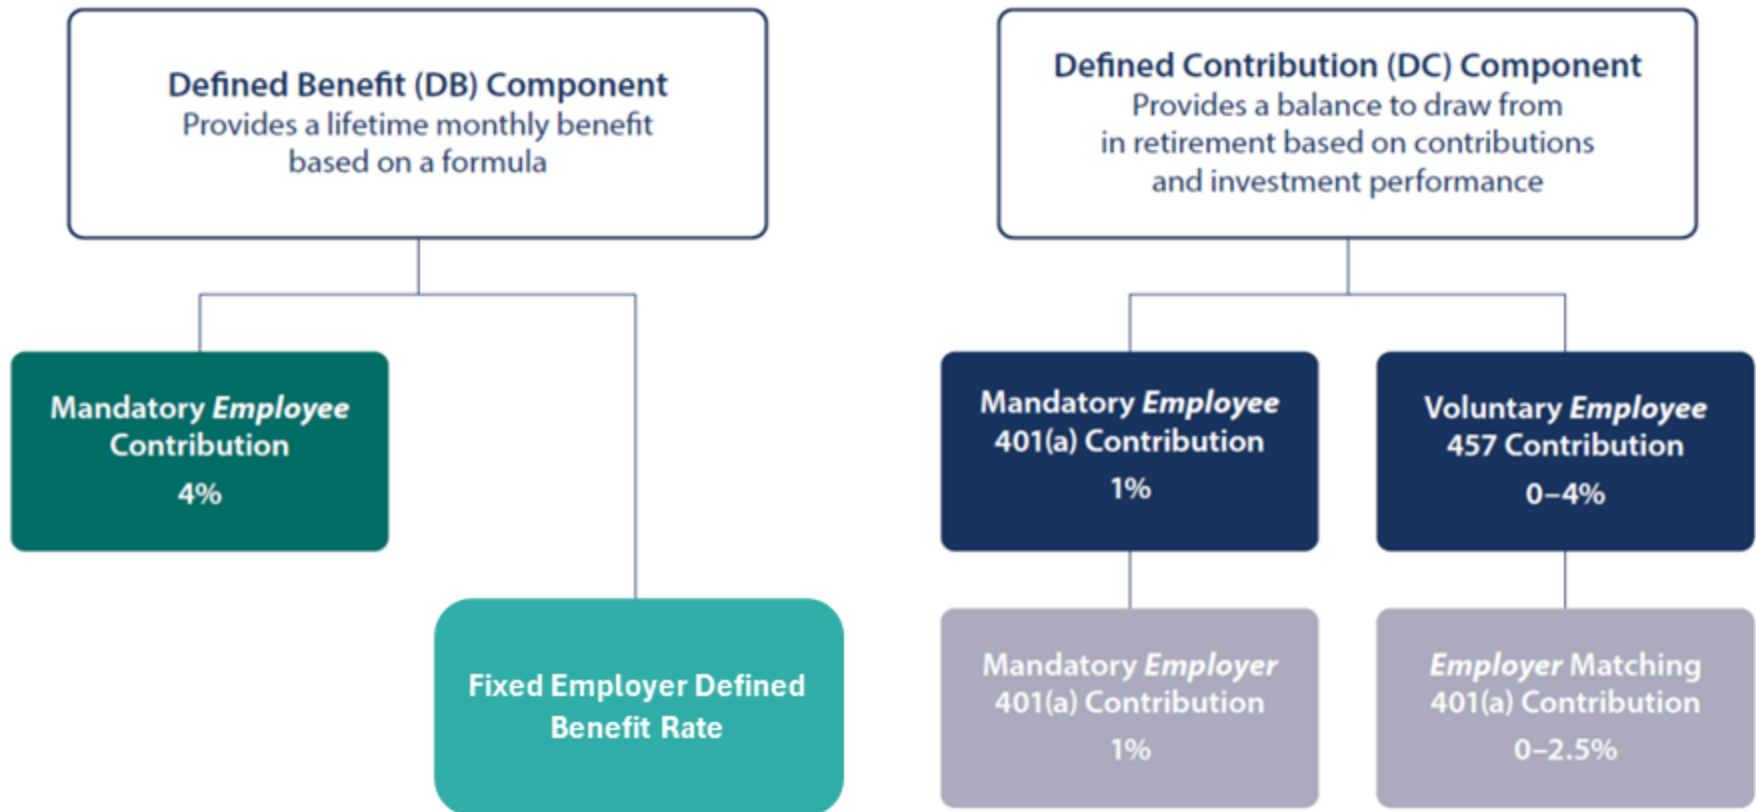 Defined Benefit (DB) Component
Provides a lifetime monthly benefit
based on a formula
Defined Contribution (DC) Component
Provides a balance to draw from
in retirement based on contributions
and investment performance
Mandatory Employee
Contribution
4%
Mandatory Employee
401(a) Contribution
1%
Voluntary Employee
457 Contribution
0–4%
Fixed Employer Defined
Benefit Rate
Mandatory Employer
401(a) Contribution
1%
Employer Matching
401(a) Contribution
0–2.5%